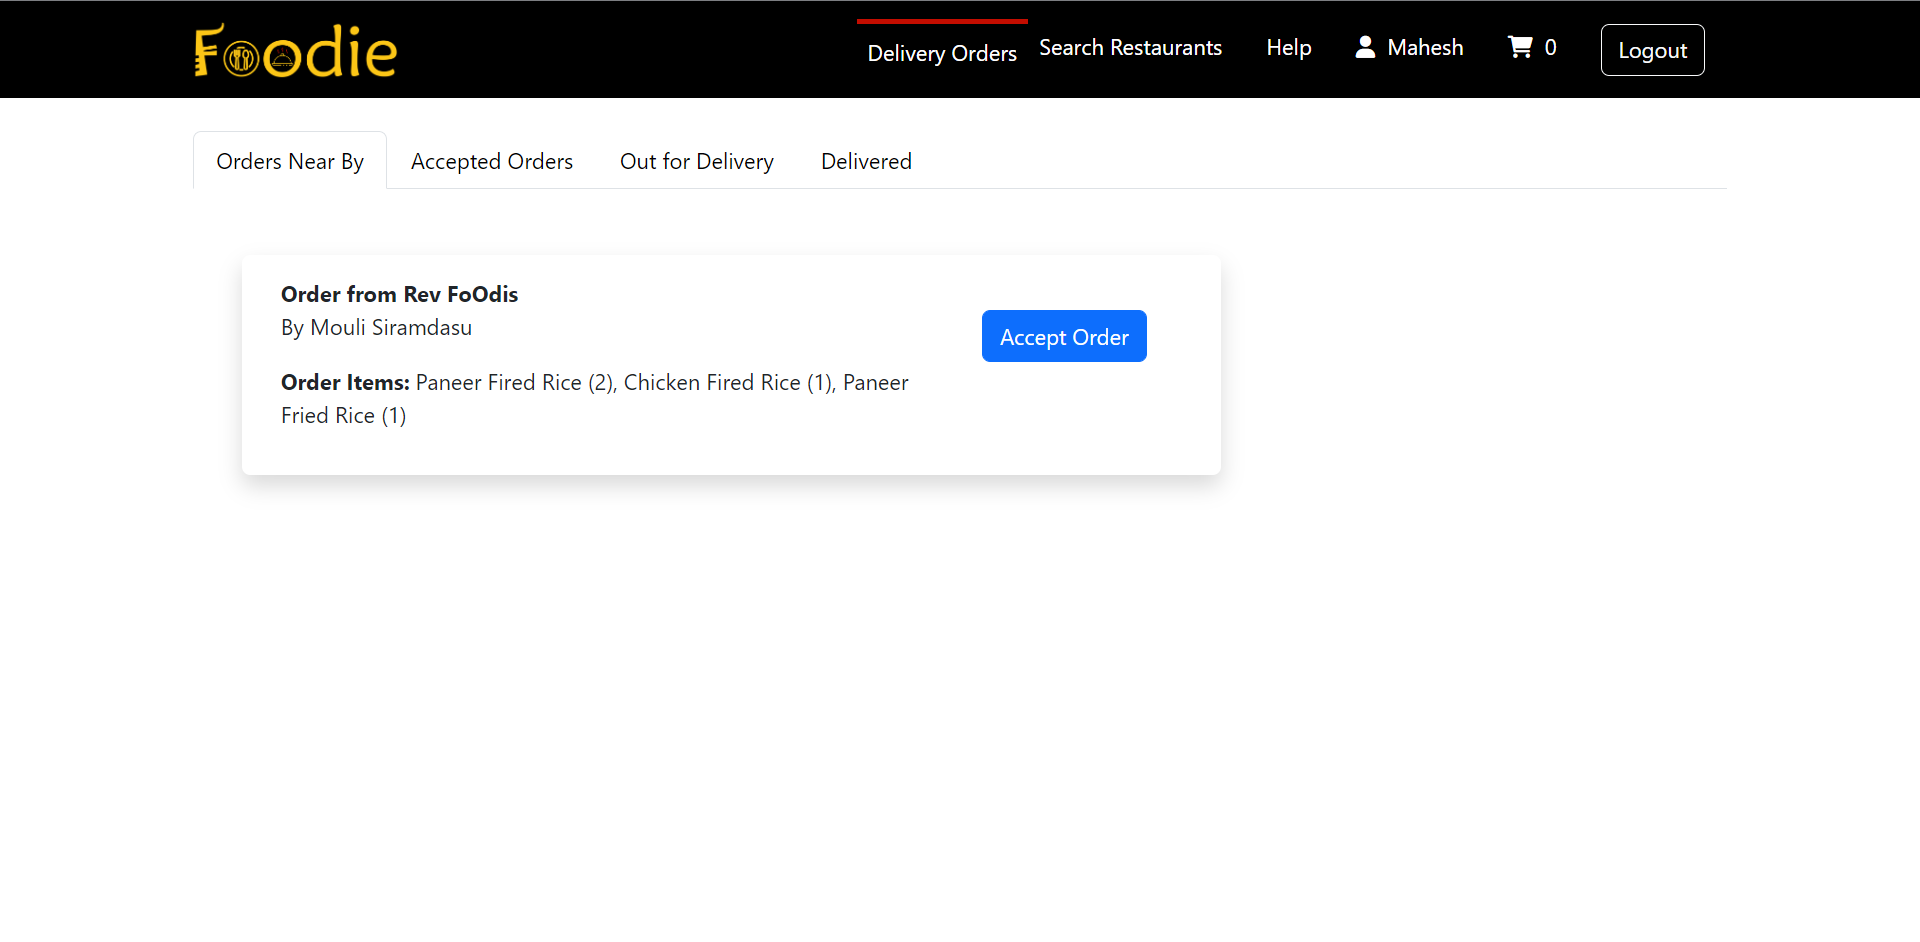 Foodie
Delivery Orders Search Restaurants Help Mahesh 0 Logout
Orders Near By Accepted Orders Out for Delivery Delivered
Order from Rev FoOdis
By Mouli Siramdasu
Accept Order
Order Items: Paneer Fired Rice (2), Chicken Fired Rice (1), Paneer
Fried Rice (1)